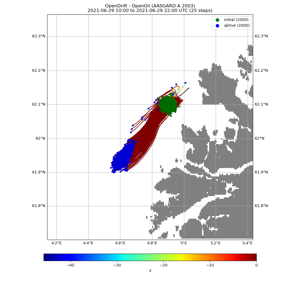 OpenDrift - OpenOil (AASGARD A 2003)
2021-06-29 10:00 to 2021-06-29 22:00 UTC (25 steps)
initial (2000)
active (2000)
62.3°N 62.3°N
62.2°N 62.2°N
62.1°N 62.1°N
62°N 62°N
61.9°N 61.9°N
61.8°N 61.8°N
4.2°E 4.4°E 4.6°E 4.8°E 5°E 5.2°E 5.4°E
−40 −30 −20 −10 0
z